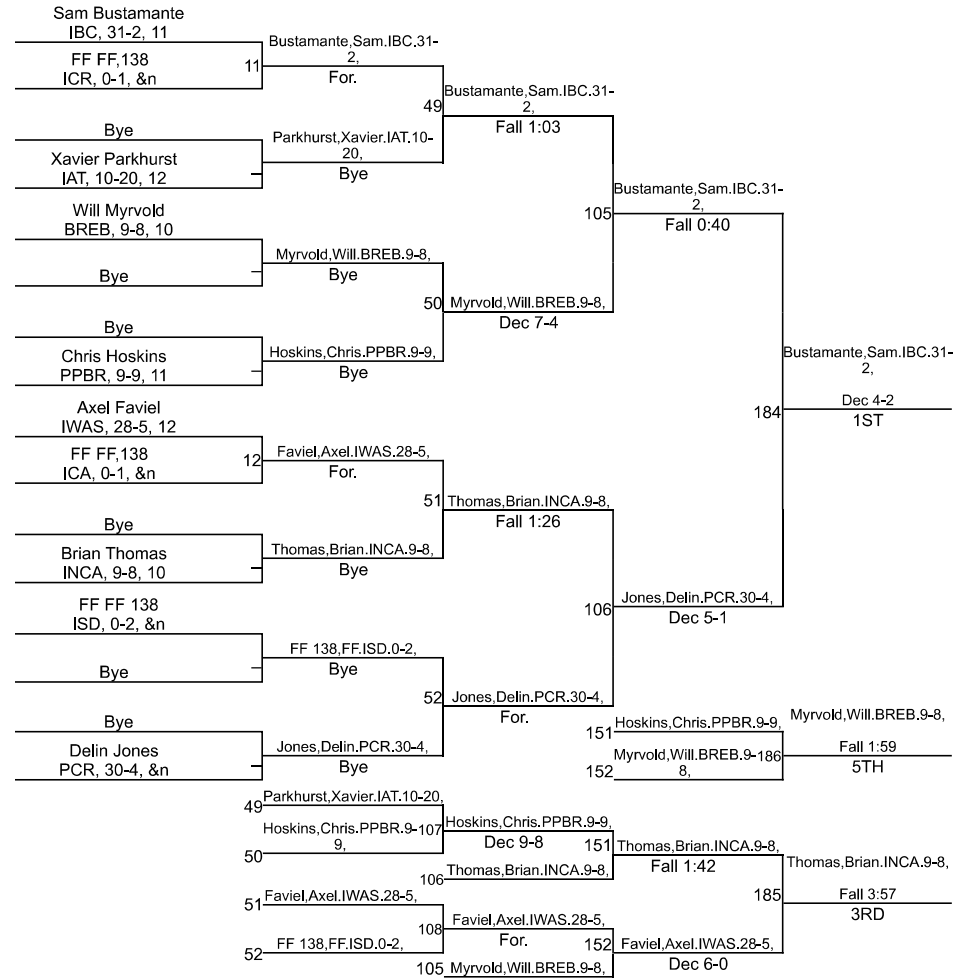 Sam Bustamante
IBC, 31-2, 11
FF FF,138
ICR, 0-1, &n
11
Bustamante,Sam.IBC.31-
2,
For.
Bye
Xavier Parkhurst
IAT, 10-20, 12
Parkhurst,Xavier.IAT.10-
20,
Bye
49
Bustamante,Sam.IBC.31-
2,
Fall 1:03
Will Myrvold
BREB, 9-8, 10
Bye
Myrvold,Will.BREB.9-8,
Bye
Bye
Chris Hoskins
PPBR, 9-9, 11
Hoskins,Chris.PPBR.9-9,
Bye
50
Myrvold,Will.BREB.9-8,
Dec 7-4
105
Bustamante,Sam.IBC.31-
2,
Fall 0:40
Axel Faviel
IWAS, 28-5, 12
FF FF,138
ICA, 0-1, &n
12
Faviel,Axel.IWAS.28-5,
For.
Bye
Brian Thomas
INCA, 9-8, 10
Thomas,Brian.INCA.9-8,
Bye
51
Thomas,Brian.INCA.9-8,
Fall 1:26
FF FF 138
ISD, 0-2, &n
Bye
FF 138,FF.ISD.0-2,
Bye
Bye
Delin Jones
PCR, 30-4, &n
Jones,Delin.PCR.30-4,
Bye
52
Jones,Delin.PCR.30-4,
For.
106
Jones,Delin.PCR.30-4,
Dec 5-1
184
Bustamante,Sam.IBC.31-
2,
Dec 4-2
1ST
151
Hoskins,Chris.PPBR.9-9,
152
Myrvold,Will.BREB.9-
8,
186
Myrvold,Will.BREB.9-8,
Fall 1:59
5TH
49
Parkhurst,Xavier.IAT.10-20,
50
Hoskins,Chris.PPBR.9-
9,
107
Hoskins,Chris.PPBR.9-9,
Dec 9-8
106
Thomas,Brian.INCA.9-8,
151
Thomas,Brian.INCA.9-8,
Fall 1:42
51
Faviel,Axel.IWAS.28-5,
52
FF 138,FF.ISD.0-2,
108
Faviel,Axel.IWAS.28-5,
For.
105
Myrvold,Will.BREB.9-8,
152
Faviel,Axel.IWAS.28-5,
Dec 6-0
185
Thomas,Brian.INCA.9-8,
Fall 3:57
3RD